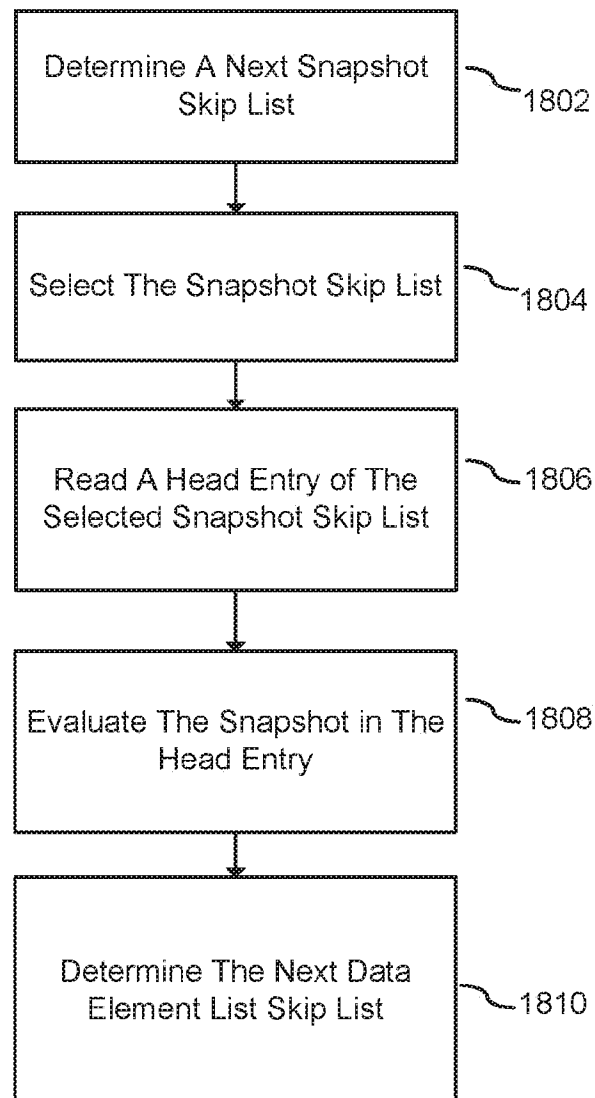 Determine A Next Snapshot
Skip List
1802
Select The Snapshot Skip List
1804
Read A Head Entry of The
Selected Snapshot Skip List
1806
Evaluate The Snapshot in The
Head Entry
1808
Determine The Next Data
Element List Skip List
1810